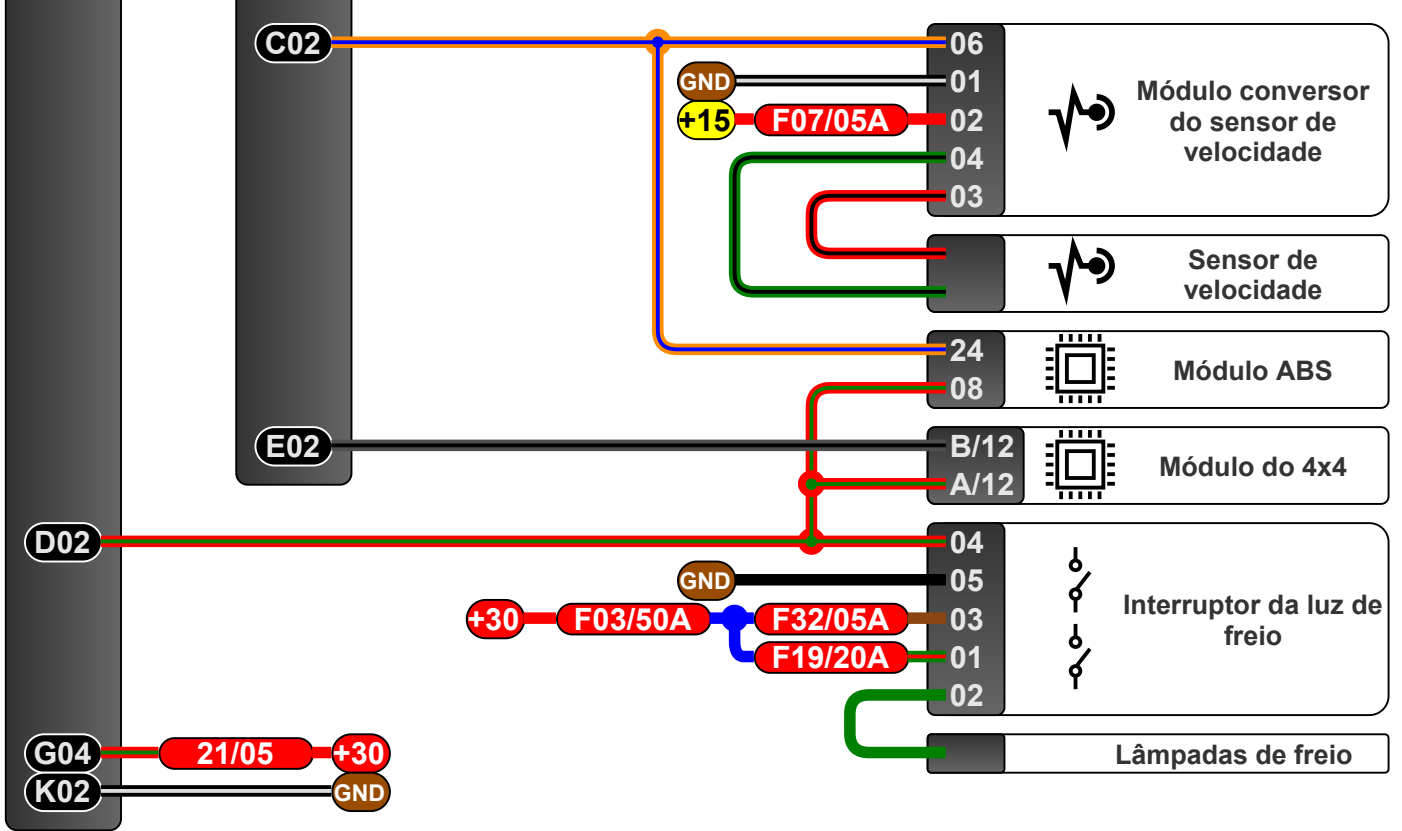 C02
06
GND
01
+15
F07/05A
02
04
03
Módulo conversor
do sensor de
velocidade
Sensor de
velocidade
24
08
Módulo ABS
E02
B/12
A/12
Módulo do 4x4
D02
04
GND
05
+30
F03/50A
F32/05A
03
F19/20A
01
02
Interruptor da luz de
freio
G04
21/05
+30
Lâmpadas de freio
K02
GND